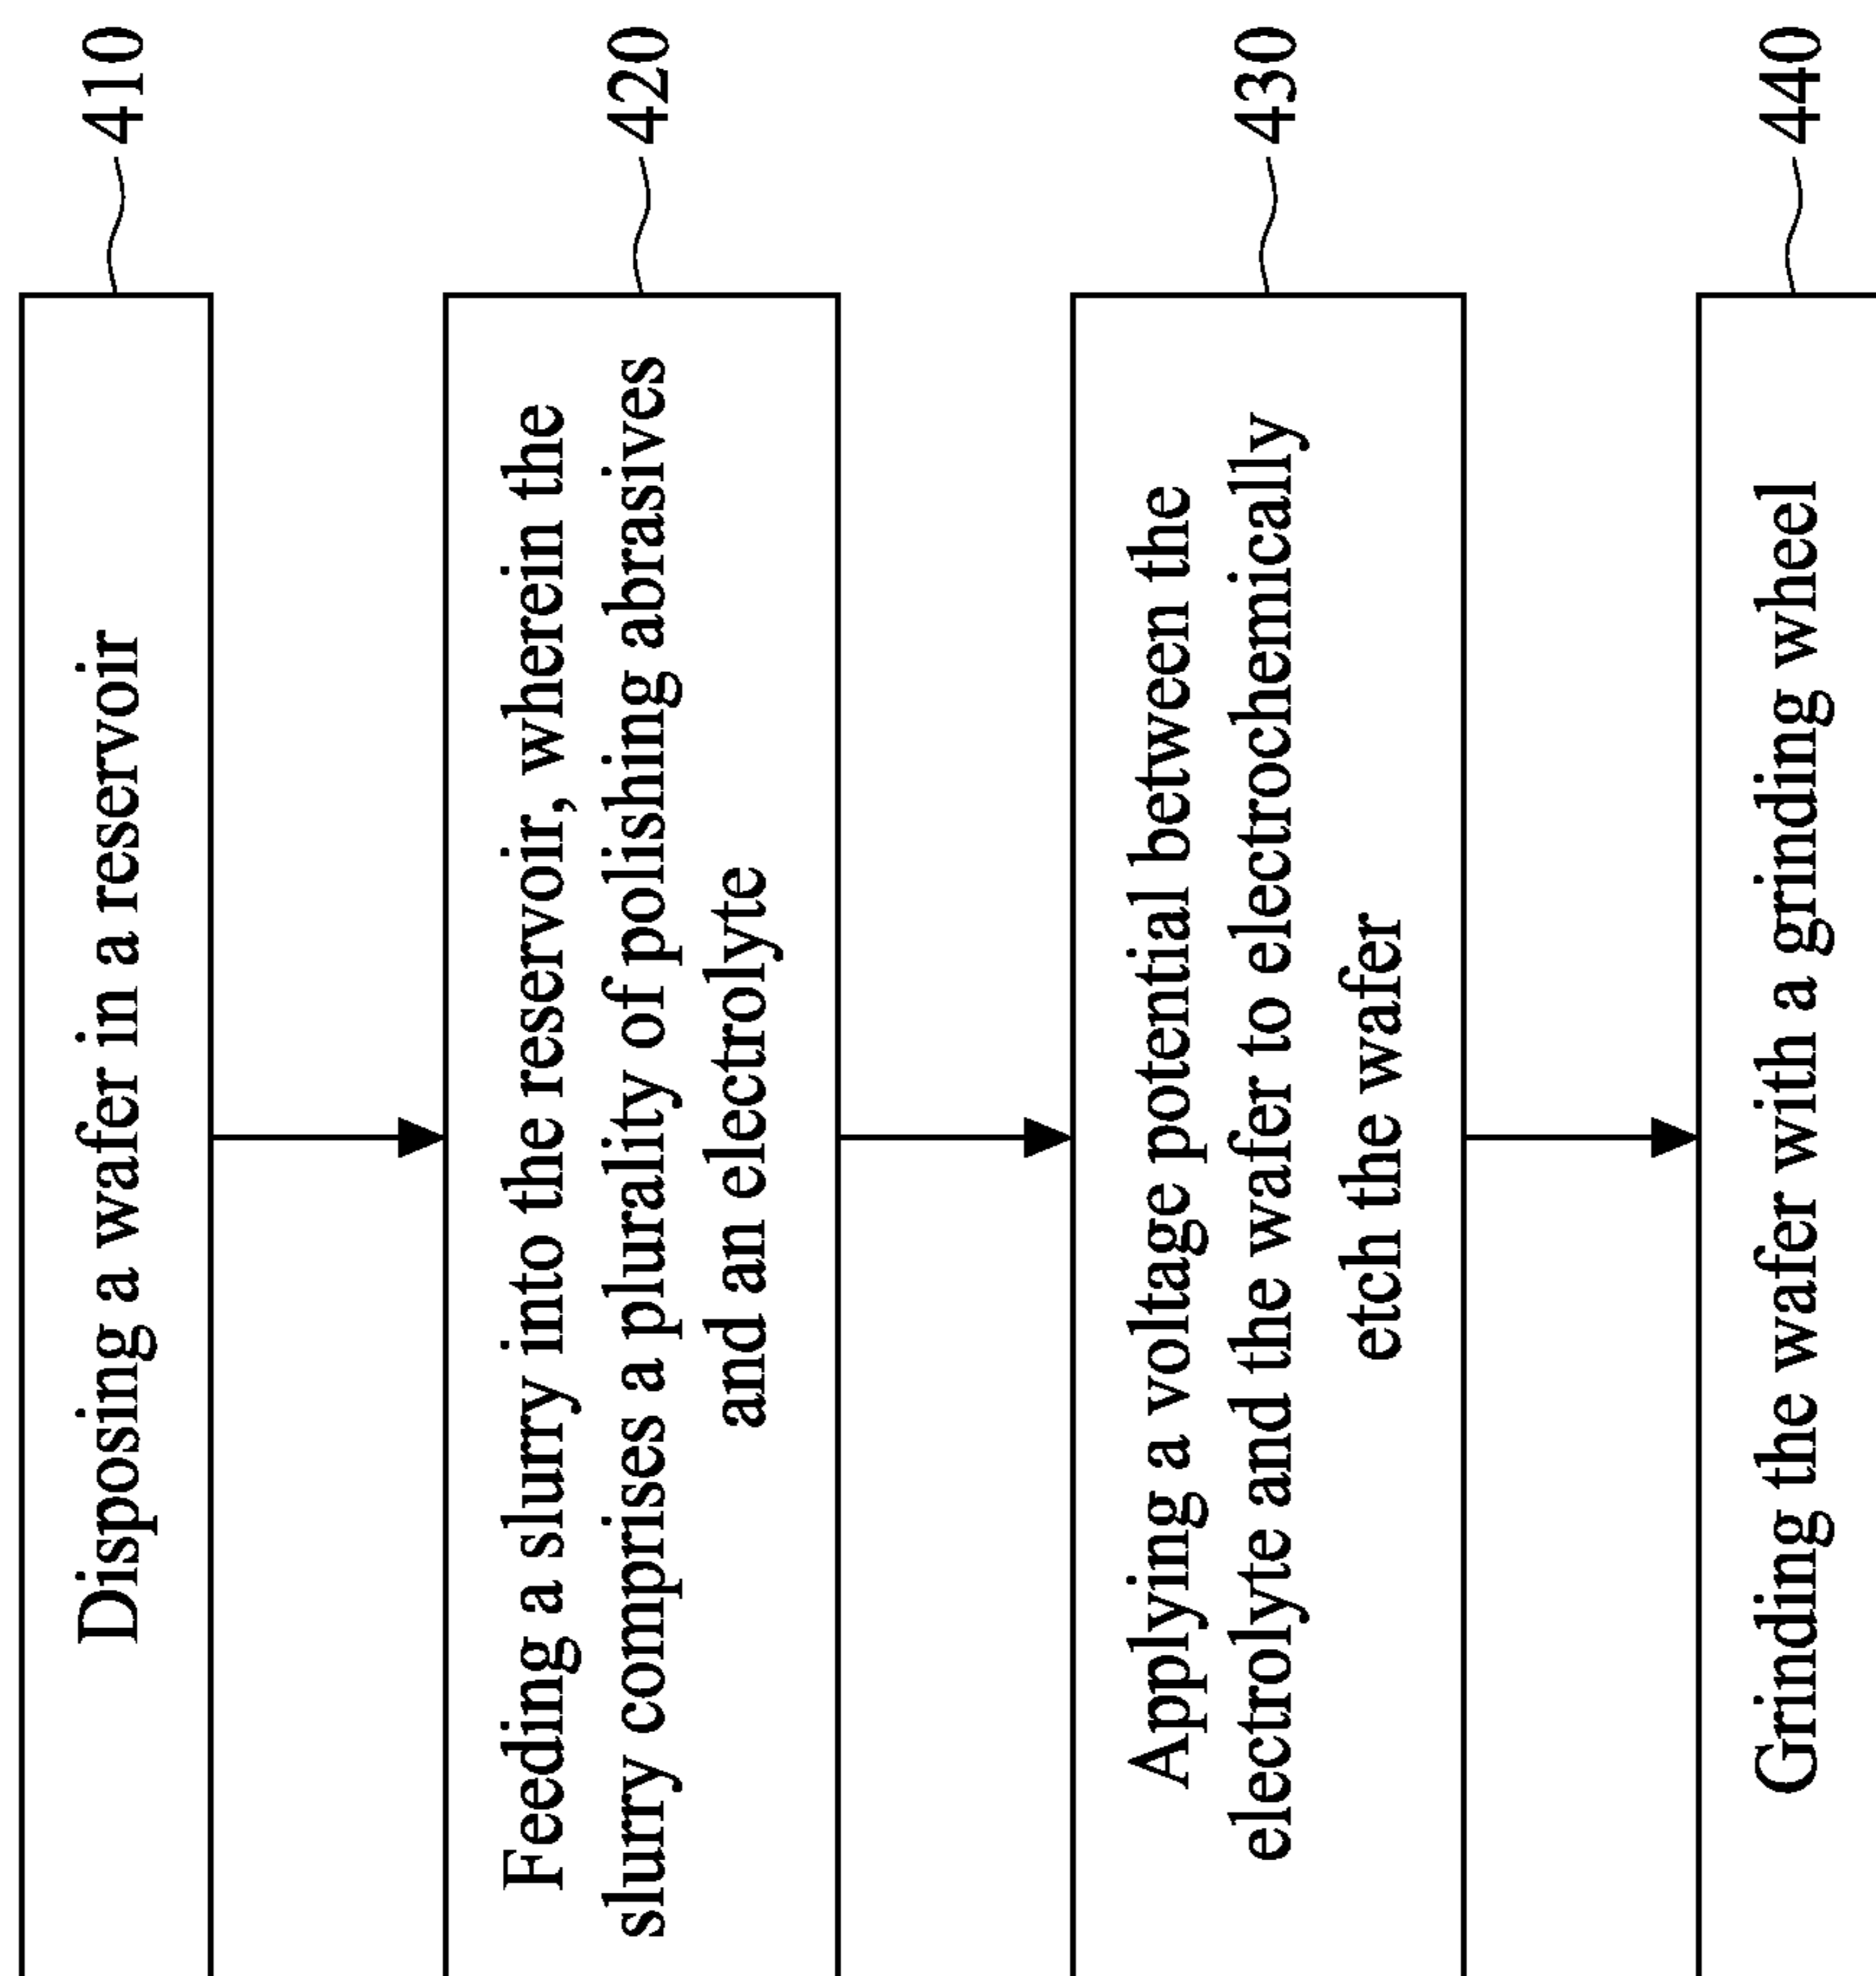 Disposing a wafer in a reservoir
410
Feeding a slurry into the reservoir, wherein the
slurry comprises a plurality of polishing abrasives
and an electrolyte
420
Applying a voltage potential between the
electrolyte and the wafer to electrochemically
etch the wafer
430
Grinding the wafer with a grinding wheel
440